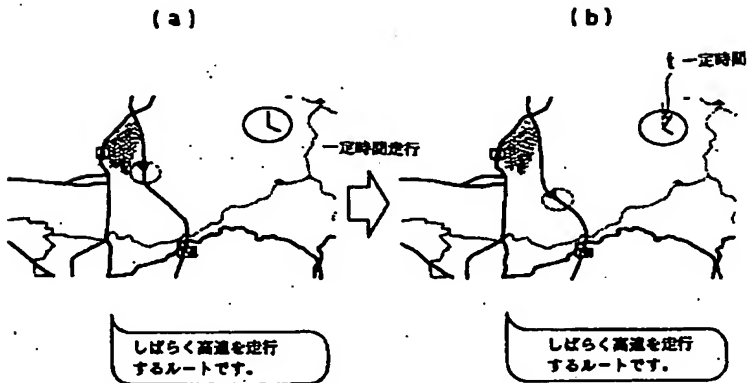 (a)
(b)
t 一定時間
一定時間走行
しばらく高速を走行
するルートです。
しばらく高速を走行
するルートです。